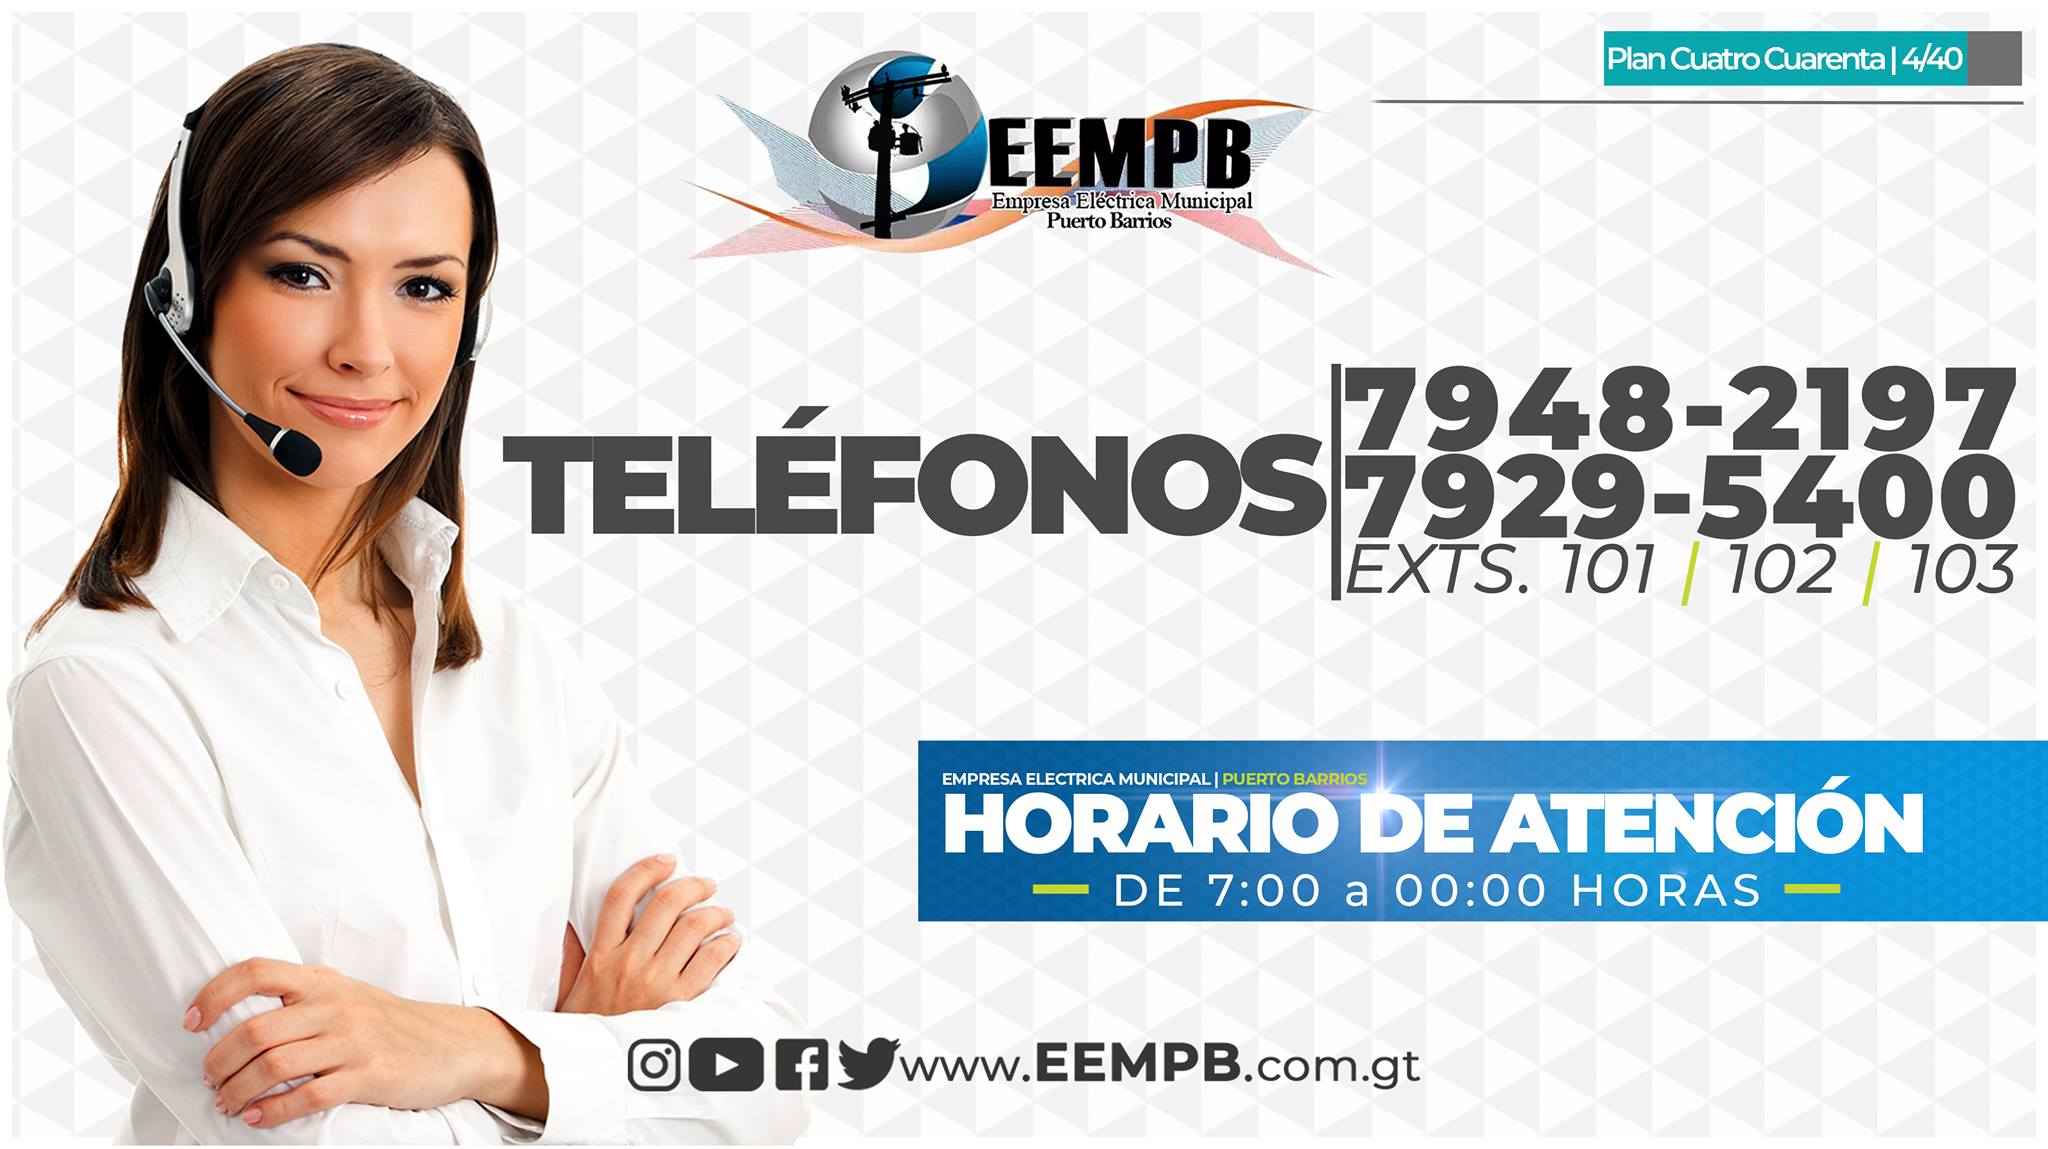 Plan Cuatro Cuarenta | 4/40
EEMPB
Empresa Eléctrica Municipal
Puerto Barrios
TELÉFONOS
7948-2197
7929-5400
EXTS. 101 / 102 / 103
EMPRESA ELECTRICA MUNICIPAL | PUERTO BARRIOS
HORARIO DE ATENCIÓN
DE 7:00 a 00:00 HORAS
www.EEMPB.com.gt